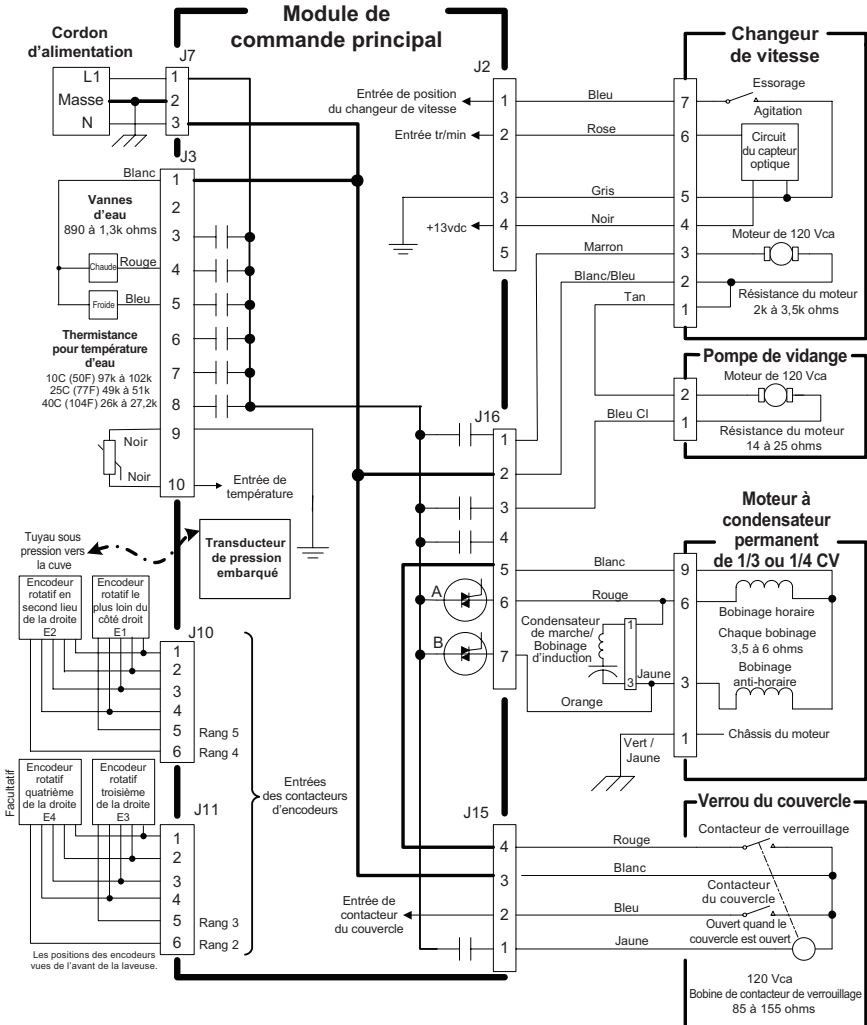 Module de
commande principal
Cordon
d'alimentation
L1
Masse
N
J7
1
2
3
J3
Blanc
1
2
3
4
5
6
7
8
9
10
Vannes
d'eau
890 à 1,3k ohms
Chaude
Rouge
Froide
Bleu
Thermistance
pour température
d'eau
10C (50F) 97k à 102k
25C (77F) 49k à 51k
40C (104F) 26k à 27,2k
Noir
Noir
Entrée de
température
Tuyau sous
pression vers
la cuve
Transducteur
de pression
embarqué
Encodeur
rotatif en
second lieu
de la droite
E2
Encodeur
rotatif le
plus loin du
côté droit
E1
J10
1
2
3
4
5
6
Rang 5
Rang 4
Facultatif
Encodeur
rotatif
quatrième
de la droite
E4
Encodeur
rotatif
troisième
de la droite
E3
J11
1
2
3
4
5
6
Rang 3
Rang 2
Entrées
des contacteurs
d'encodeurs
Les positions des encodeurs
vues de l'avant de la laveuse.
J2
Entrée de position
du changeur de vitesse
Entrée tr/min
+13vdc
1
2
3
4
5
Bleu
Rose
Gris
Noir
Marron
Blanc/Bleu
Tan
Changeur
de vitesse
7
6
5
4
3
2
1
Essorage
Agitation
Circuit
du capteur
optique
Moteur de 120 Vca
Résistance du moteur
2k à 3,5k ohms
Pompe de vidange
Moteur de 120 Vca
2
1
Bleu Cl
Résistance du moteur
14 à 25 ohms
J16
1
2
3
4
5
6
7
A
B
Blanc
Rouge
Condensateur
de marche/
Bobinage
d'induction
1
3
Jaune
Orange
Vert /
Jaune
Moteur à
condensateur
permanent
de 1/3 ou 1/4 CV
9
6
3
1
Bobinage horaire
Chaque bobinage
3,5 à 6 ohms
Bobinage
anti-horaire
Châssis du moteur
J15
4
3
2
1
Entrée de
contacteur
du couvercle
Rouge
Blanc
Bleu
Jaune
Verrou du couvercle
Contacteur de verrouillage
Contacteur
du couvercle
Ouvert quand le
couvercle est ouvert
120 Vca
Bobine de contacteur de verrouillage
85 à 155 ohms